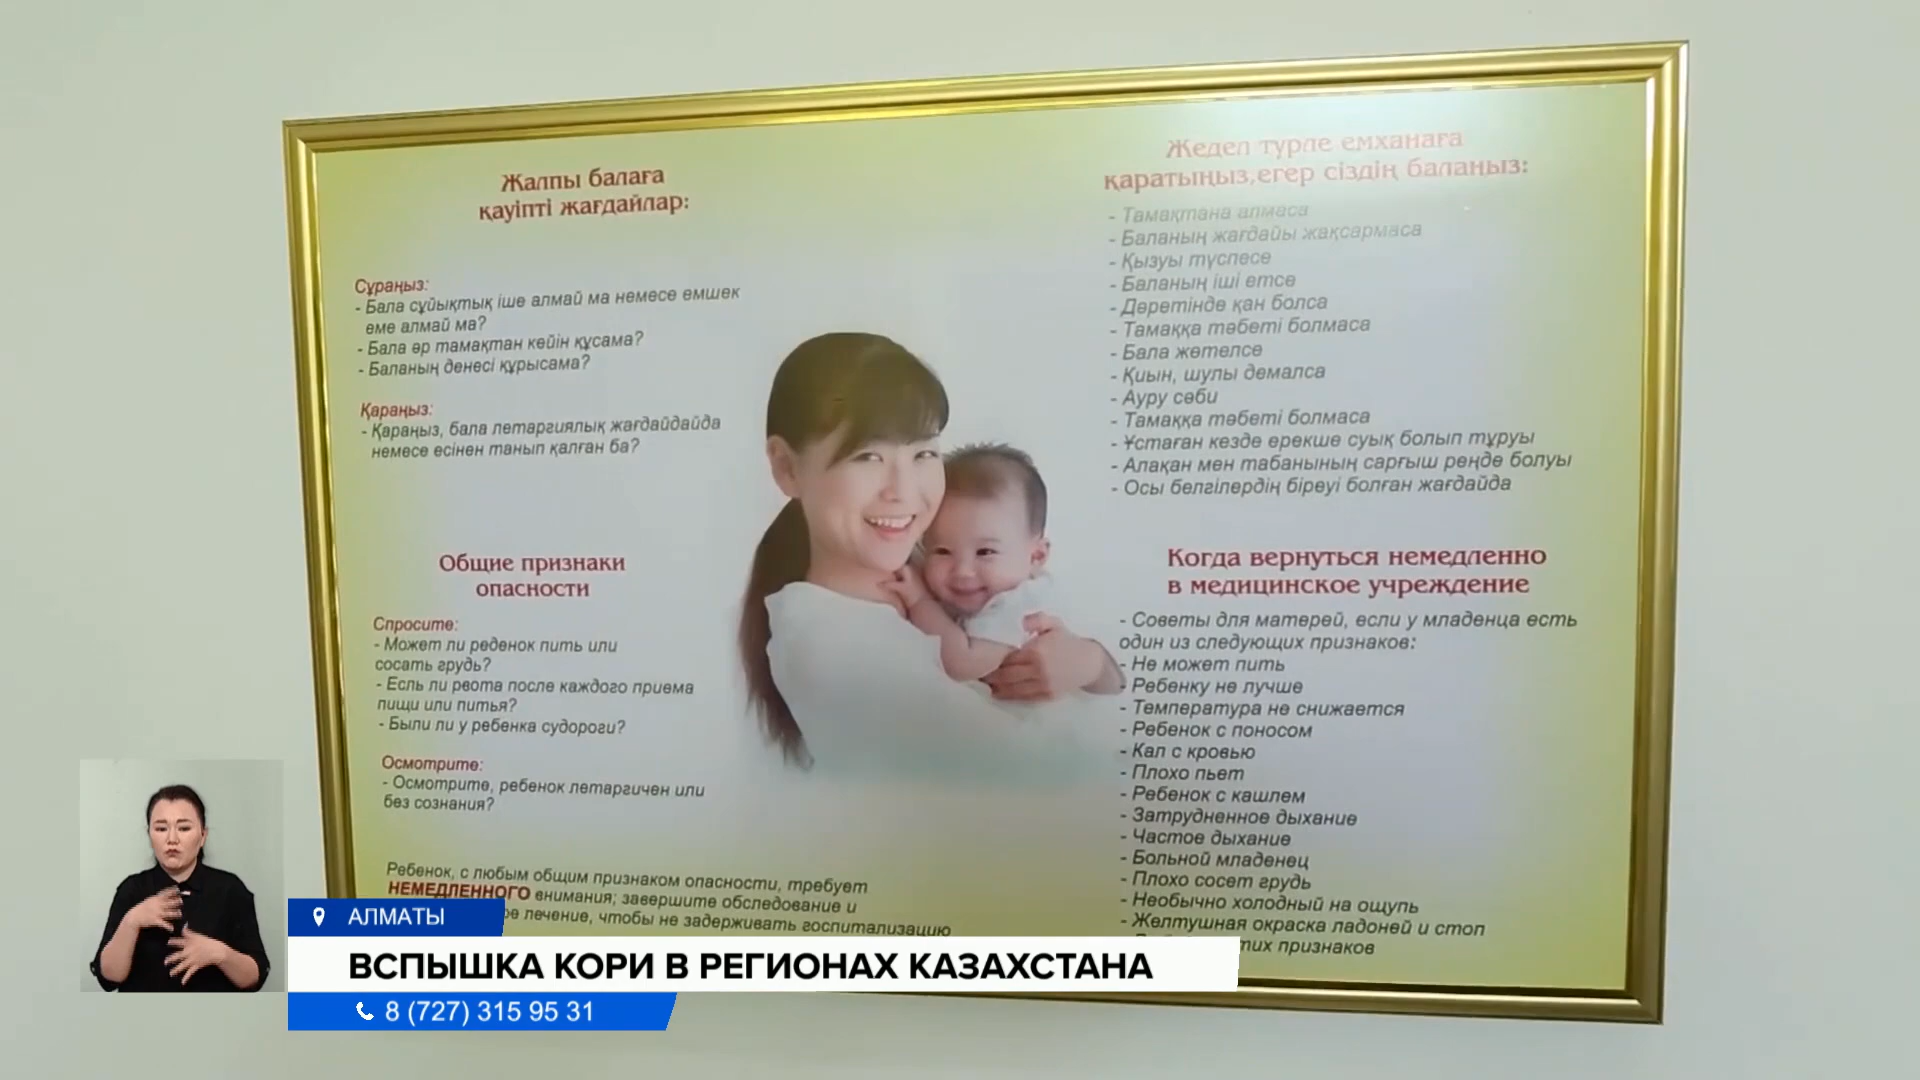 Жалпы балаға
қауіпті жағдайлар:
Сұраңыз:
- Бала сұйықтық іше алмай ма немесе емшек
еме алмай ма?
- Бала әр тамақтан кейін құсама?
- Баланың денесі құрысама?
Қараңыз:
- Қараңыз, бала летаргиялық жағдайдайда
немесе есінен танып қалған ба?
Жедел түрле емханаға
қаратыңыз,егер сіздің балаңыз:
- Тамақтана алмаса
- Баланың жағдайы жақсармаса
- Қызуы түспесе
- Баланың іші өтсе
- Дәретінде қан болса
- Тамаққа тәбеті болмаса
- Бала жөтелсе
- Қиын, шулы демалса
- Ауру сәби
- Тамаққа тәбеті болмаса
- Ұстаған кезде ерекше суық болып тұруы
- Алақан мен табанының сарғыш реңде болуы
- Осы белгілердің біреуі болған жағдайда
Общие признаки
опасности
Спросите:
- Может ли реденок пить или
сосать грудь?
- Есль ли рвота после каждого приема
пищи или питья?
- Были ли у ребенка судороги?
Осмотрите:
- Осмотрите, ребенок летаргичен или
без сознания?
Ребенок, с любым общим признаком опасности, требует
НЕМЕДЛЕННОГО внимания; завершите обследование и
лечение, чтобы не задерживать госпитализацию
Когда вернуться немедленно
в медицинское учреждение
- Советы для матерей, если у младенца есть
один из следующих признаков:
- Не может пить
- Ребенку не лучше
- Температура не снижается
- Ребенок с поносом
- Кал с кровью
- Плохо пьет
- Ребенок с кашлем
- Затрудненное дыхание
- Частое дыхание
- Больной младенец
- Плохо сосет грудь
- Необычно холодный на ощупь
- Желтушная окраска ладоней и стоп
признаков
АЛМАТЫ
ВСПЫШКА КОРИ В РЕГИОНАХ КАЗАХСТАНА
8 (727) 315 95 31